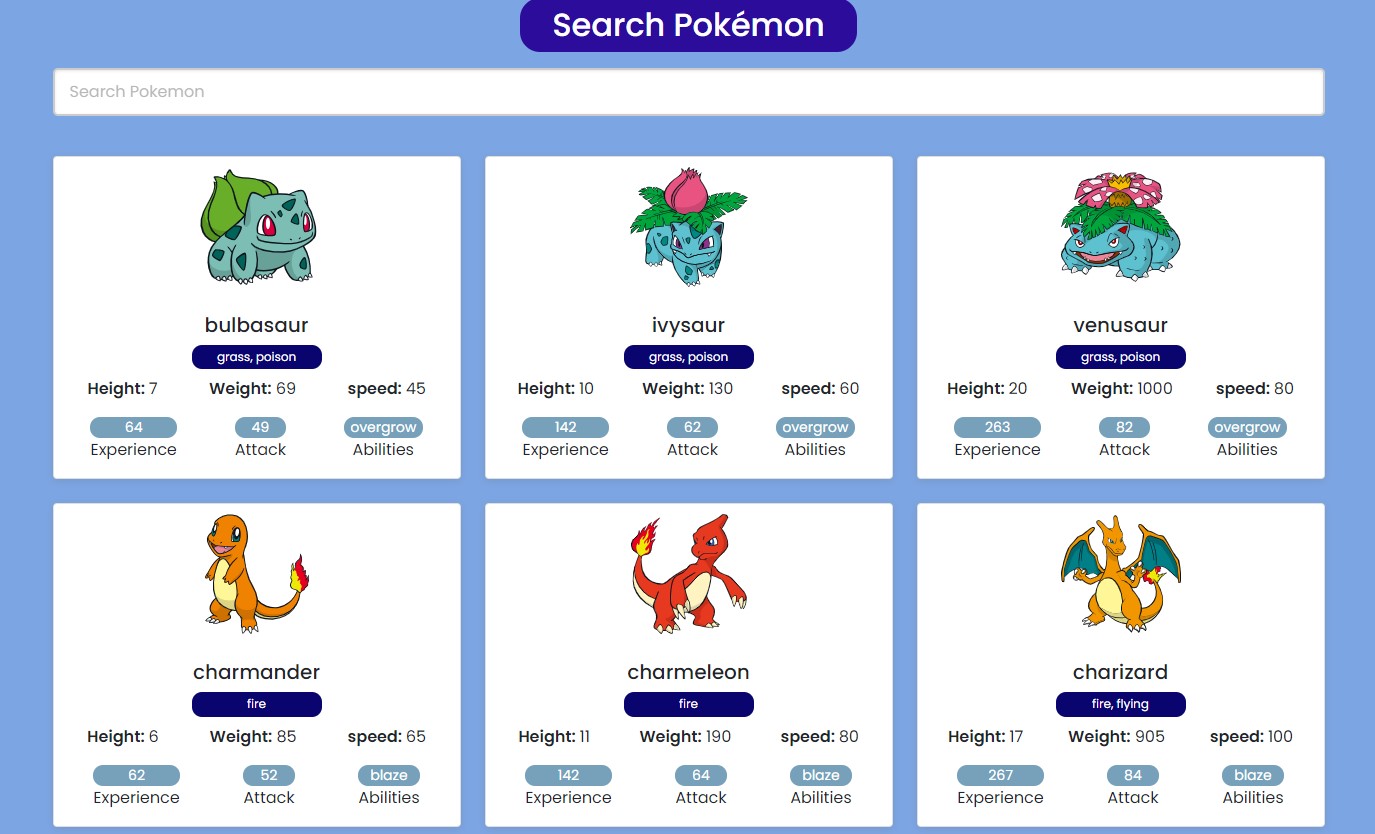 Search Pokémon
Search Pokemon
bulbasaur
grass, poison
Height: 7 Weight: 69 speed: 45
64 49 overgrow
Experience Attack Abilities
ivysaur
grass, poison
Height: 10 Weight: 130 speed: 60
142 62 overgrow
Experience Attack Abilities
venusaur
grass, poison
Height: 20 Weight: 1000 speed: 80
263 82 overgrow
Experience Attack Abilities
charmander
fire
Height: 6 Weight: 85 speed: 65
62 52 blaze
Experience Attack Abilities
charmeleon
fire
Height: 11 Weight: 190 speed: 80
142 64 blaze
Experience Attack Abilities
charizard
fire, flying
Height: 17 Weight: 905 speed: 100
267 84 blaze
Experience Attack Abilities